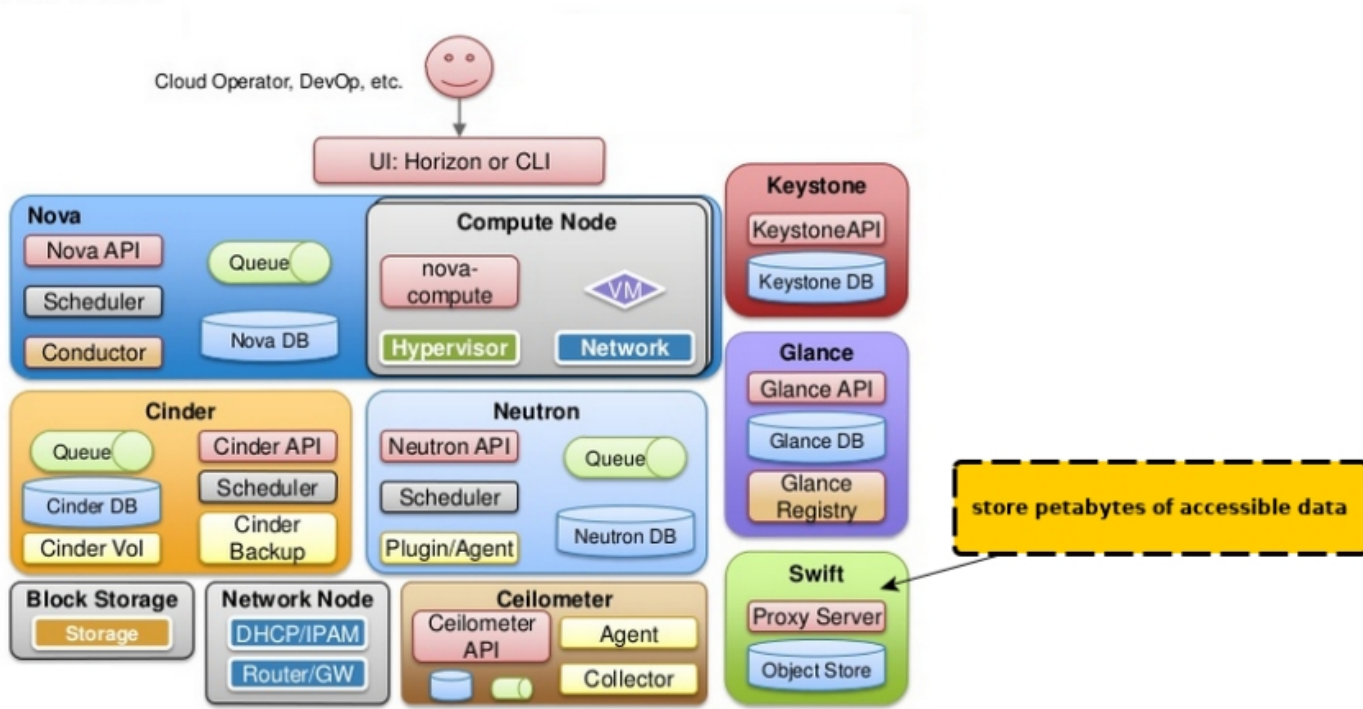 Cloud Operator, DevOp, etc.
UI: Horizon or CLI
Nova
Nova API
Scheduler
Conductor
Queue
Nova DB
Compute Node
nova-
compute
VM
Hypervisor
Network
Keystone
KeystoneAPI
Keystone DB
Cinder
Queue
Cinder DB
Cinder Vol
Cinder API
Scheduler
Cinder
Backup
Neutron
Neutron API
Scheduler
Plugin/Agent
Queue
Neutron DB
Glance
Glance API
Glance DB
Glance
Registry
store petabytes of accessible data
Block Storage
Storage
Network Node
DHCP/IPAM
Router/GW
Ceilometer
Ceilometer
API
Agent
Collector
Swift
Proxy Server
Object Store